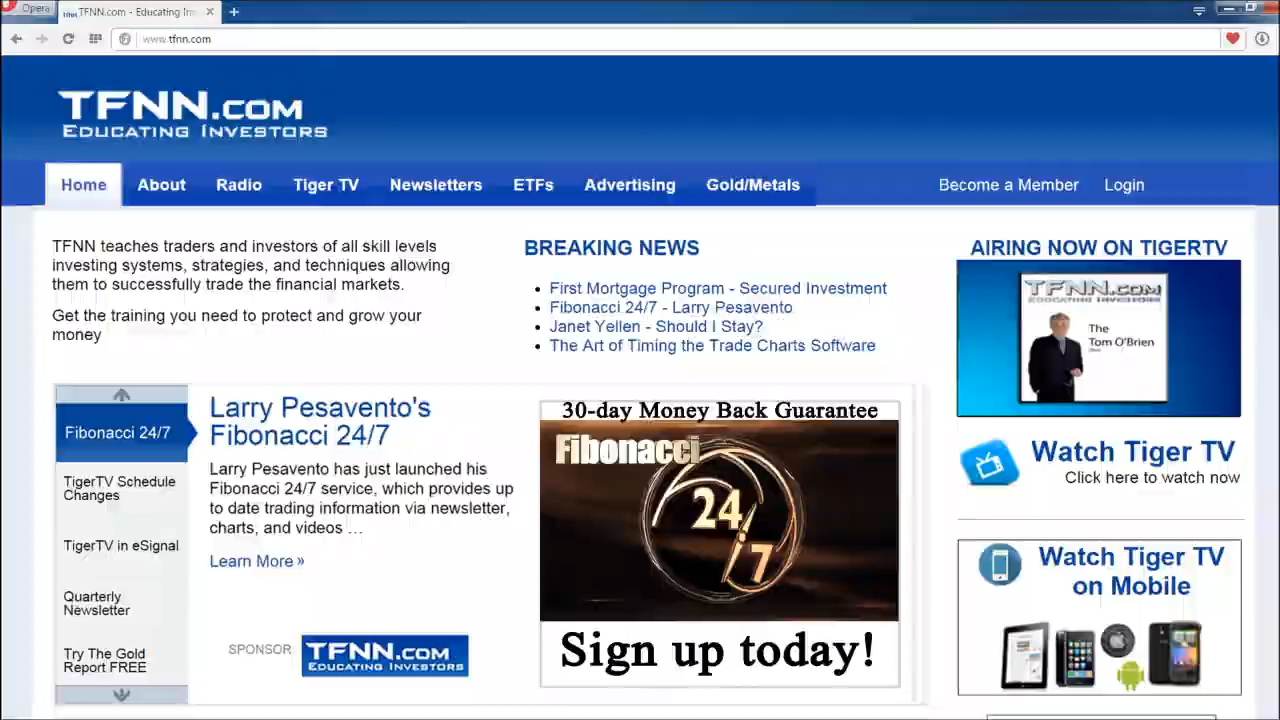 Opera
TFNN.com - Educating In
www.tfnn.com
TFNN.COM
EDUCATING INVESTORS
Home
About
Radio
Tiger TV
Newsletters
ETFs
Advertising
Gold/Metals
Become a Member
Login
TFNN teaches traders and investors of all skill levels
investing systems, strategies, and techniques allowing
them to successfully trade the financial markets.
Get the training you need to protect and grow your
money
BREAKING NEWS
First Mortgage Program - Secured Investment
Fibonacci 24/7 - Larry Pesavento
Janet Yellen - Should I Stay?
The Art of Timing the Trade Charts Software
AIRING NOW ON TIGERTV
TFNN.COM
EDUCATING INVESTORS
The
Tom O'Brien
Watch Tiger TV
Click here to watch now
Watch Tiger TV
on Mobile
Fibonacci 24/7
TigerTV Schedule
Changes
TigerTV in eSignal
Quarterly
Newsletter
Try The Gold
Report FREE
Larry Pesavento's
Fibonacci 24/7
Larry Pesavento has just launched his
Fibonacci 24/7 service, which provides up
to date trading information via newsletter,
charts, and videos …
Learn More »
SPONSOR
TFNN.COM
EDUCATING INVESTORS
30-day Money Back Guarantee
Fibonacci
24
7
Sign up today!